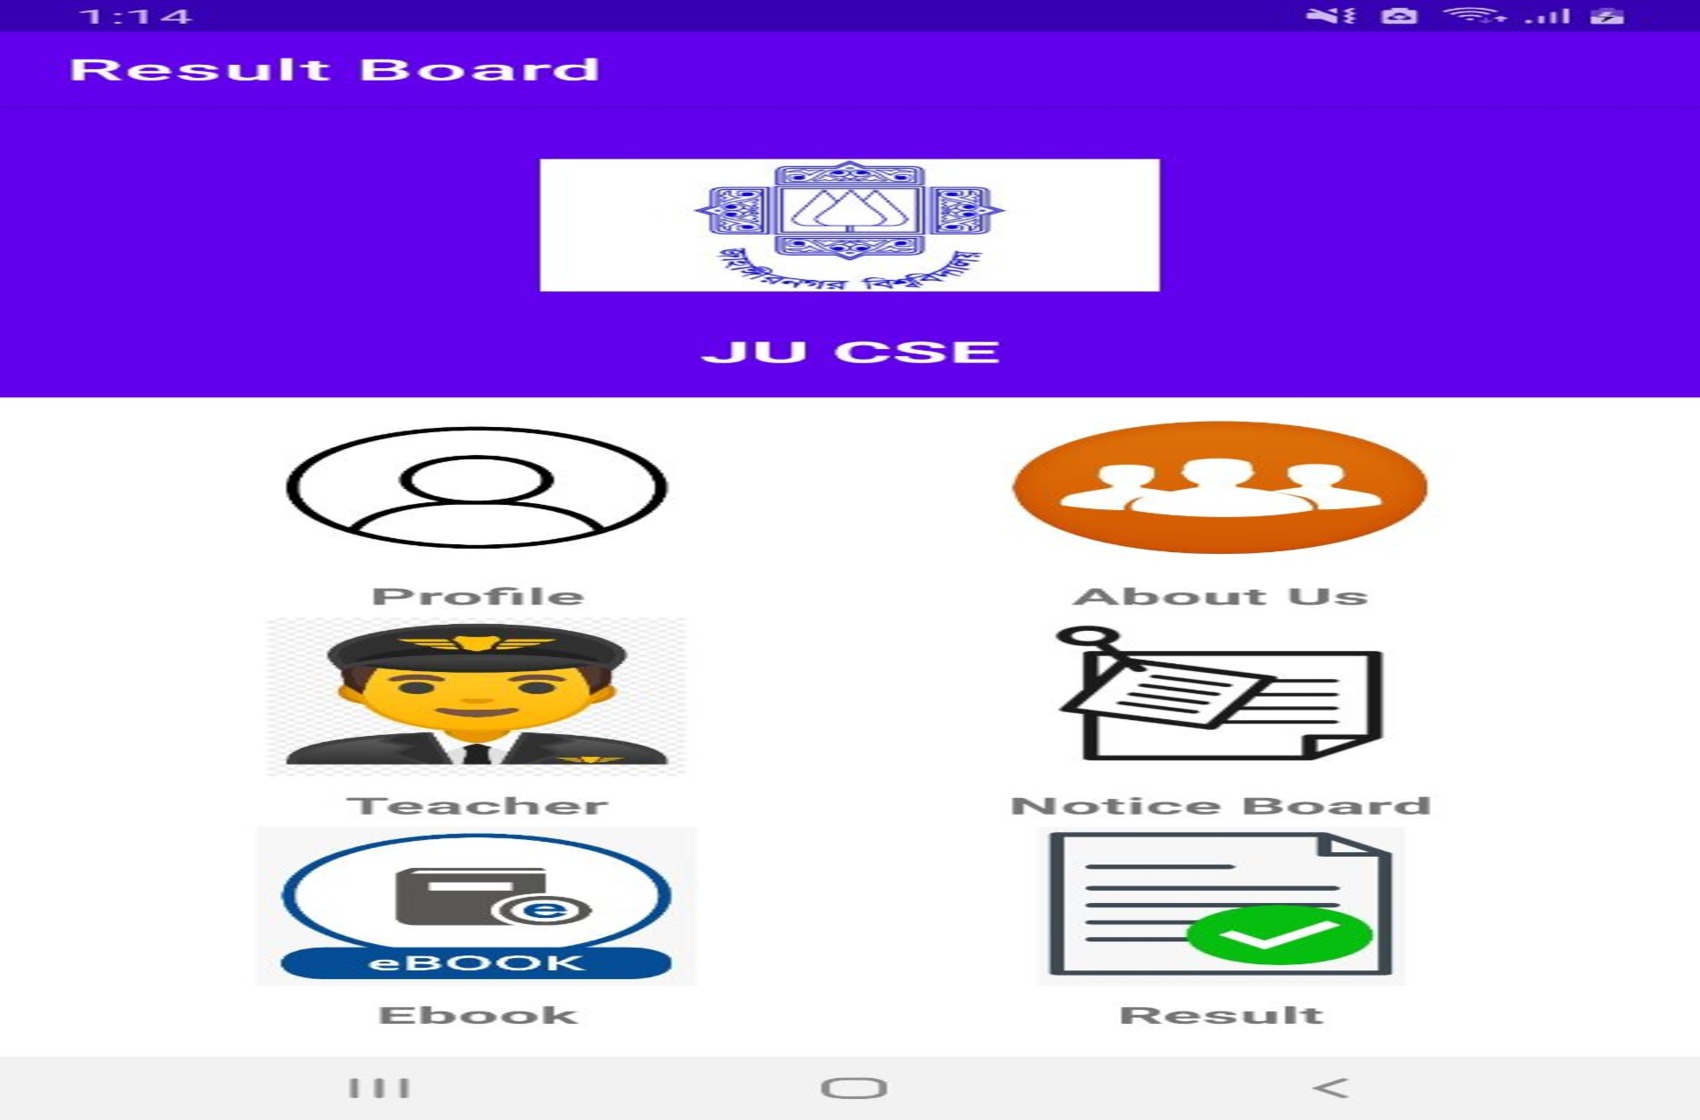 1:14
Result Board
জাহাঙ্গীরনগর বিশ্ববিদ্যালয়
JU CSE
Profile
About Us
Teacher
Notice Board
e
eBOOK
Ebook
Result